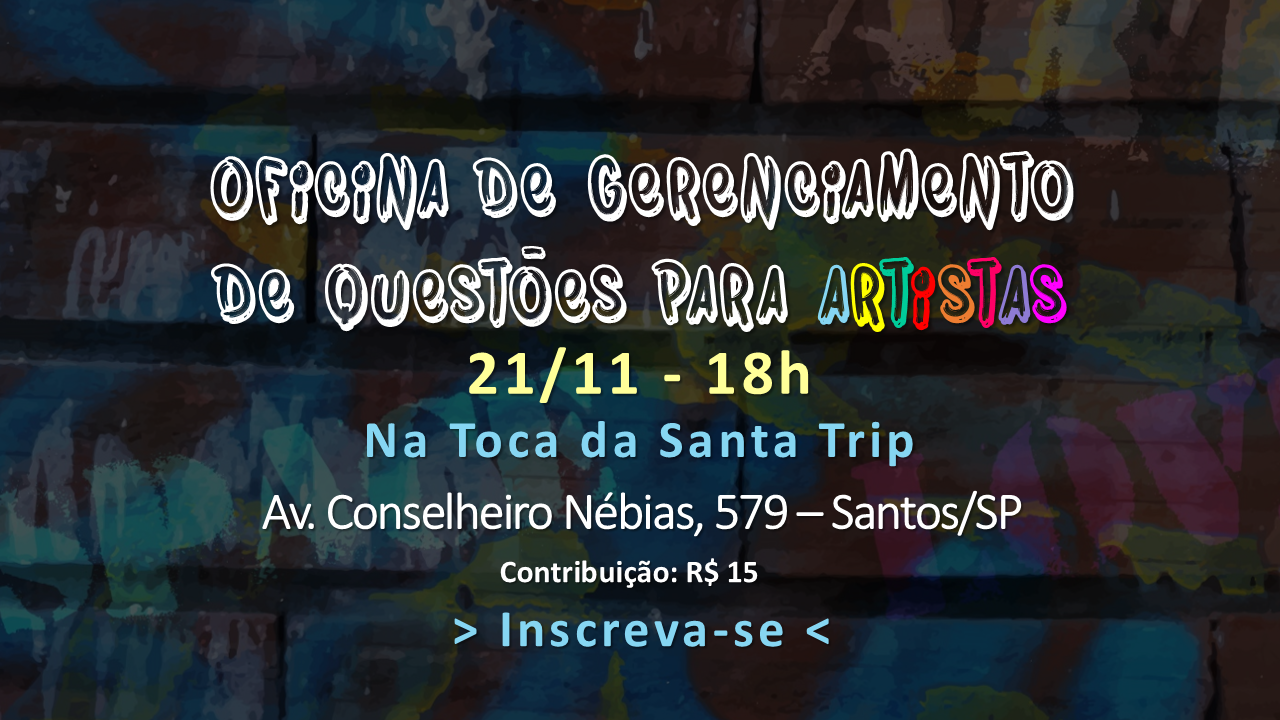 OFiCiNA De GeReNCiAMeNTO
De QUesTÕes PARA ARTiSTAS
21/11 - 18h
Na Toca da Santa Trip
Av. Conselheiro Nébias, 579 – Santos/SP
Contribuição: R$ 15
> Inscreva-se <